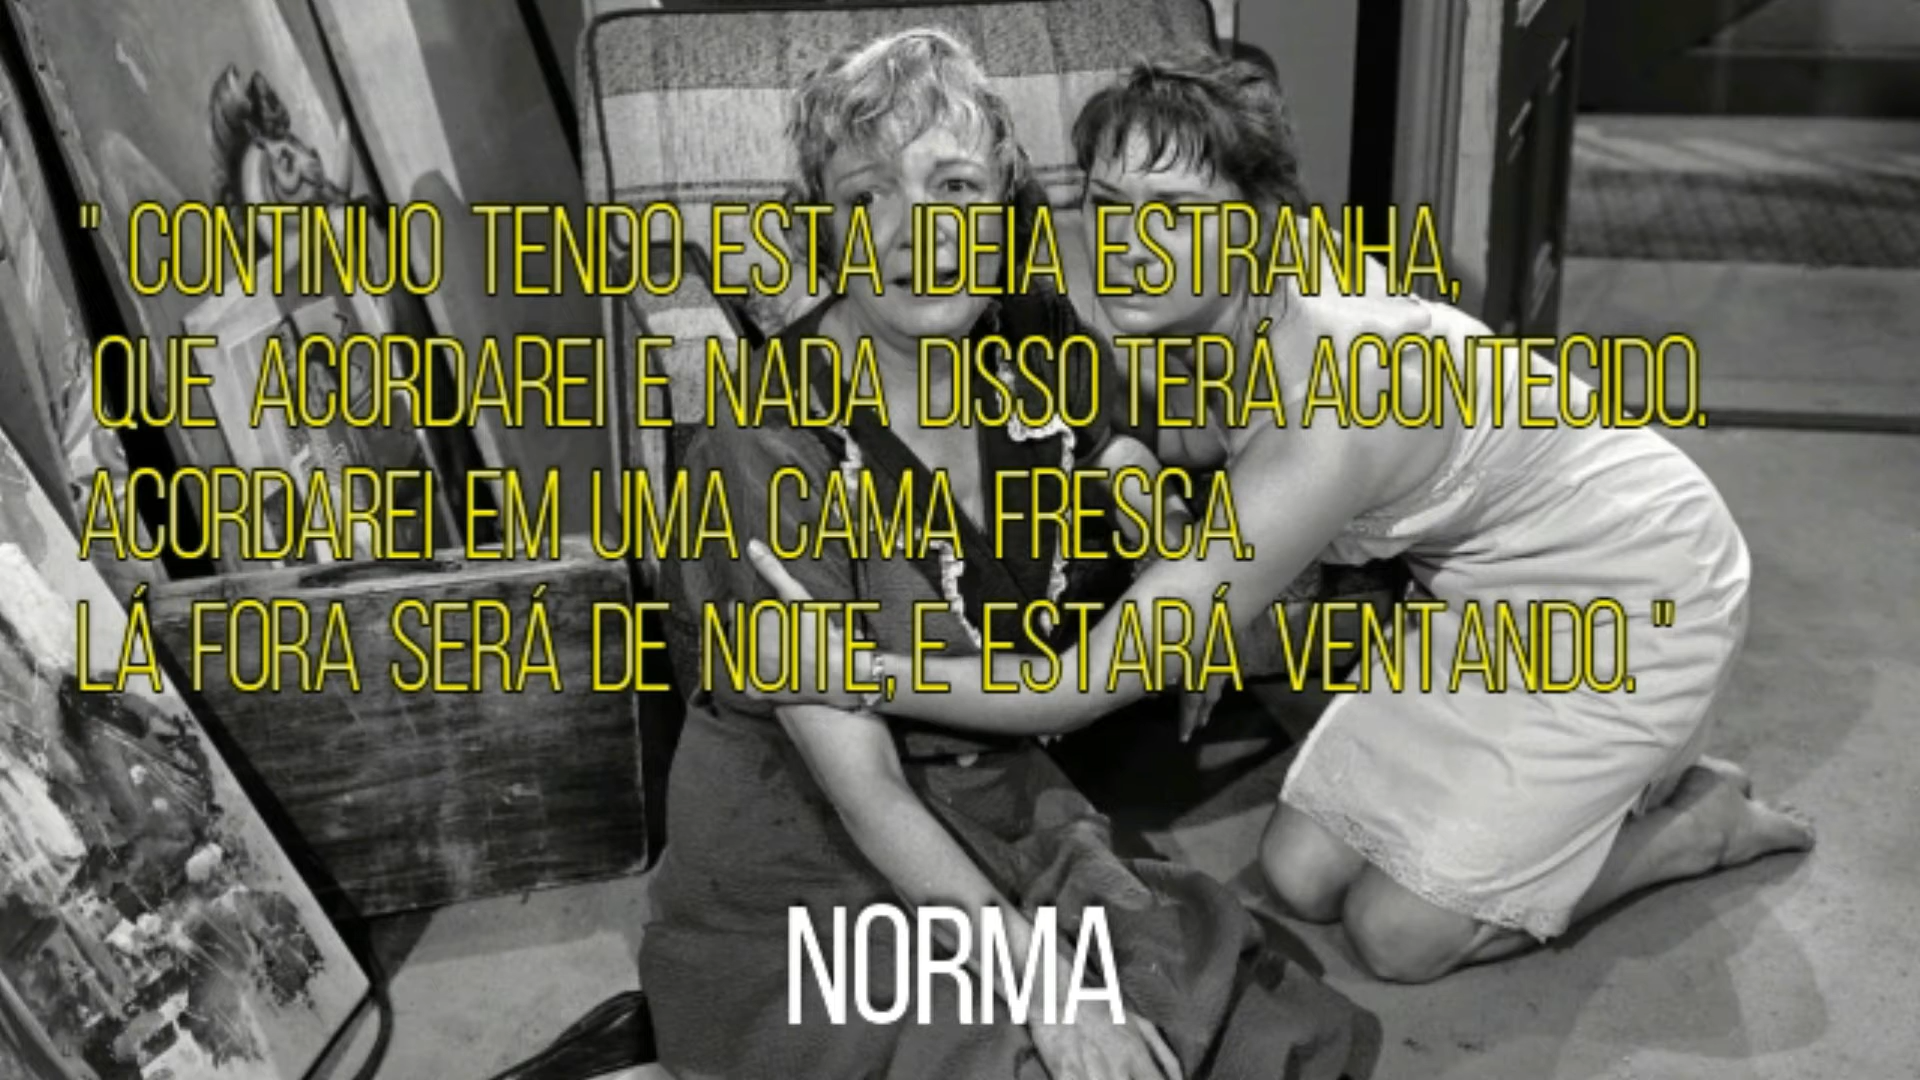 " CONTINUO TENDO ESTA IDEIA ESTRANHA,
QUE ACORDAREI E NADA DISSO TERÁ ACONTECIDO.
ACORDAREI EM UMA CAMA FRESCA.
LÁ FORA SERÁ DE NOITE, E ESTARÁ VENTANDO."
NORMA